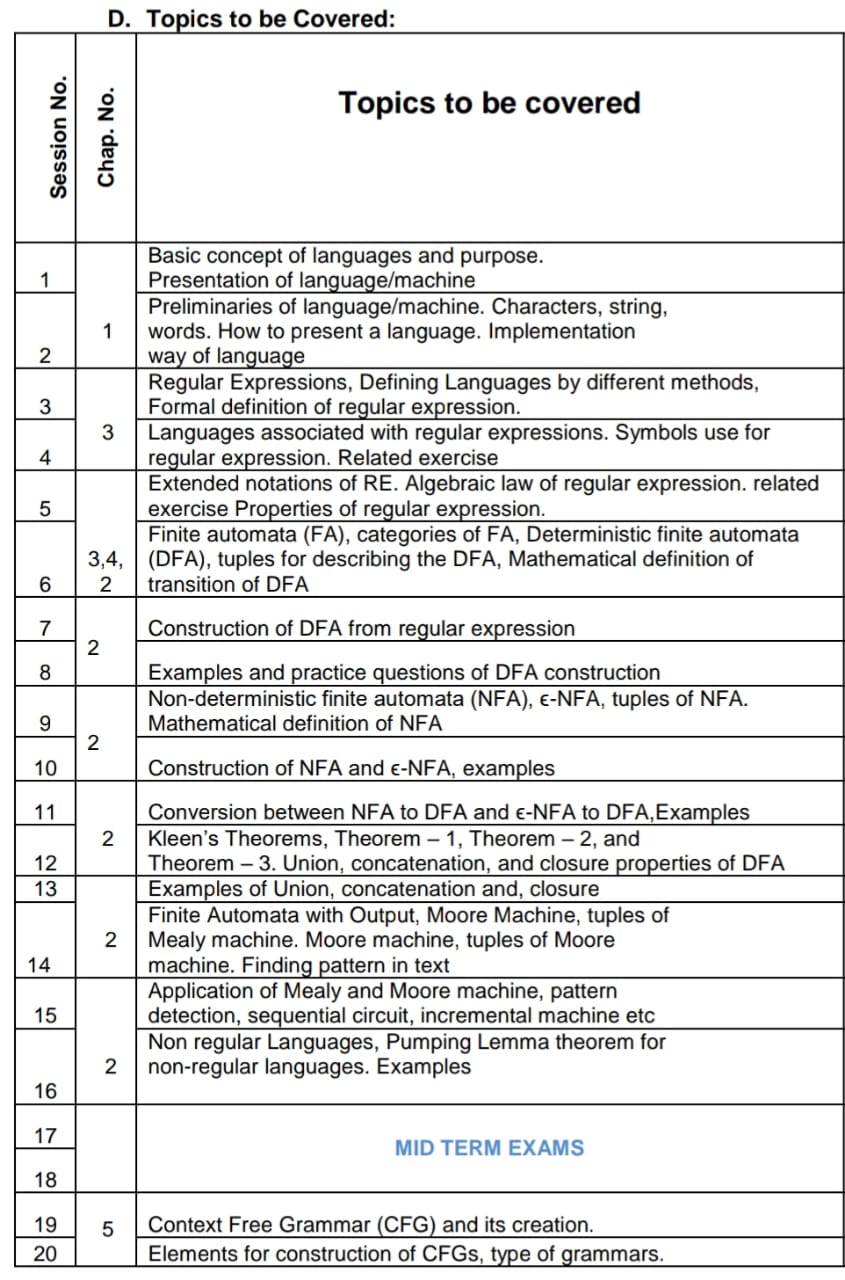 D. Topics to be Covered:
Session No.
Chap. No.
Topics to be covered
1
1
Basic concept of languages and purpose.
Presentation of language/machine
2
Preliminaries of language/machine. Characters, string,
words. How to present a language. Implementation
way of language
3
3
Regular Expressions, Defining Languages by different methods,
Formal definition of regular expression.
4
Languages associated with regular expressions. Symbols use for
regular expression. Related exercise
5
3,4,
2
Extended notations of RE. Algebraic law of regular expression. related
exercise Properties of regular expression.
6
Finite automata (FA), categories of FA, Deterministic finite automata
(DFA), tuples for describing the DFA, Mathematical definition of
transition of DFA
7
2
Construction of DFA from regular expression
8
Examples and practice questions of DFA construction
9
2
Non-deterministic finite automata (NFA), ϵ-NFA, tuples of NFA.
Mathematical definition of NFA
10
Construction of NFA and ϵ-NFA, examples
11
2
Conversion between NFA to DFA and ϵ-NFA to DFA,Examples
12
Kleen's Theorems, Theorem – 1, Theorem – 2, and
Theorem – 3. Union, concatenation, and closure properties of DFA
13
2
Examples of Union, concatenation and, closure
14
Finite Automata with Output, Moore Machine, tuples of
Mealy machine. Moore machine, tuples of Moore
machine. Finding pattern in text
15
2
Application of Mealy and Moore machine, pattern
detection, sequential circuit, incremental machine etc
16
Non regular Languages, Pumping Lemma theorem for
non-regular languages. Examples
17
18
MID TERM EXAMS
19
5
Context Free Grammar (CFG) and its creation.
20
Elements for construction of CFGs, type of grammars.